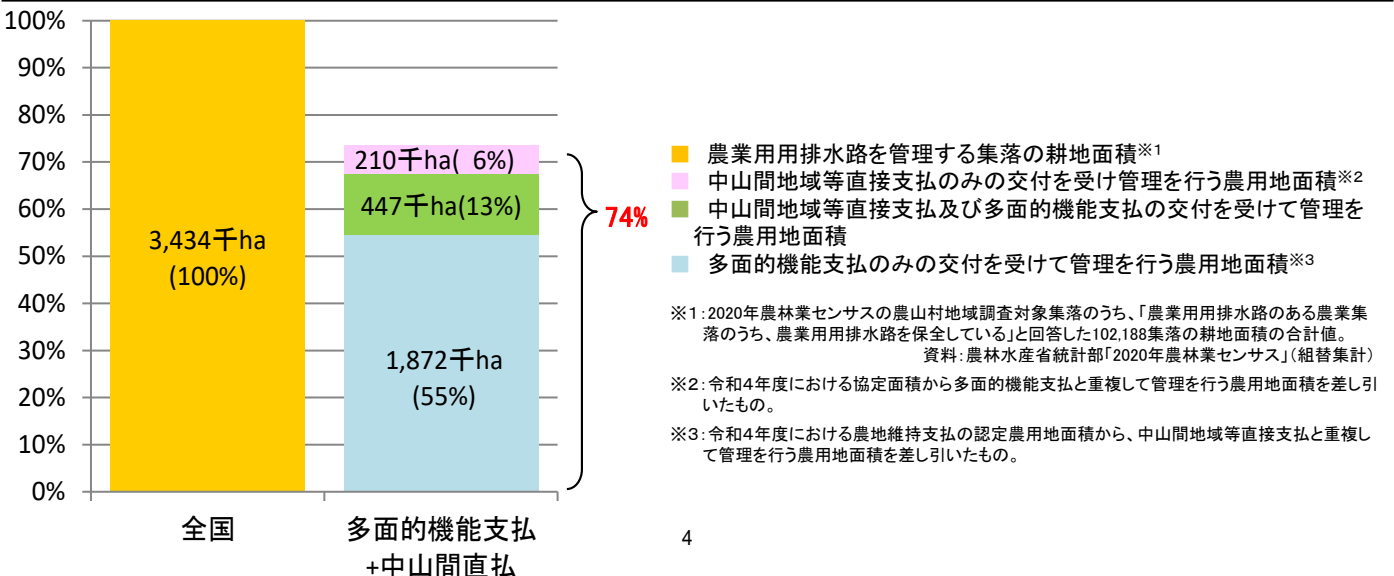 100%
90%
80%
70%
60%
50%
40%
30%
20%
10%
0%
3,434千ha
(100%)
210千ha( 6%)
447千ha(13%)
1,872千ha
(55%)
74%
全国
多面的機能支払
+中山間直払
農業用用排水路を管理する集落の耕地面積※1
中山間地域等直接支払のみの交付を受け管理を行う農用地面積※2
中山間地域等直接支払及び多面的機能支払の交付を受けて管理を
行う農用地面積
多面的機能支払のみの交付を受けて管理を行う農用地面積※3
※1:2020年農林業センサスの農山村地域調査対象集落のうち、「農業用用排水路のある農業集
落のうち、農業用用排水路を保全している」と回答した102,188集落の耕地面積の合計値。
資料:農林水産省統計部「2020年農林業センサス」(組替集計)
※2:令和4年度における協定面積から多面的機能支払と重複して管理を行う農用地面積を差し引
いたもの。
※3:令和4年度における農地維持支払の認定農用地面積から、中山間地域等直接支払と重複し
て管理を行う農用地面積を差し引いたもの。
4